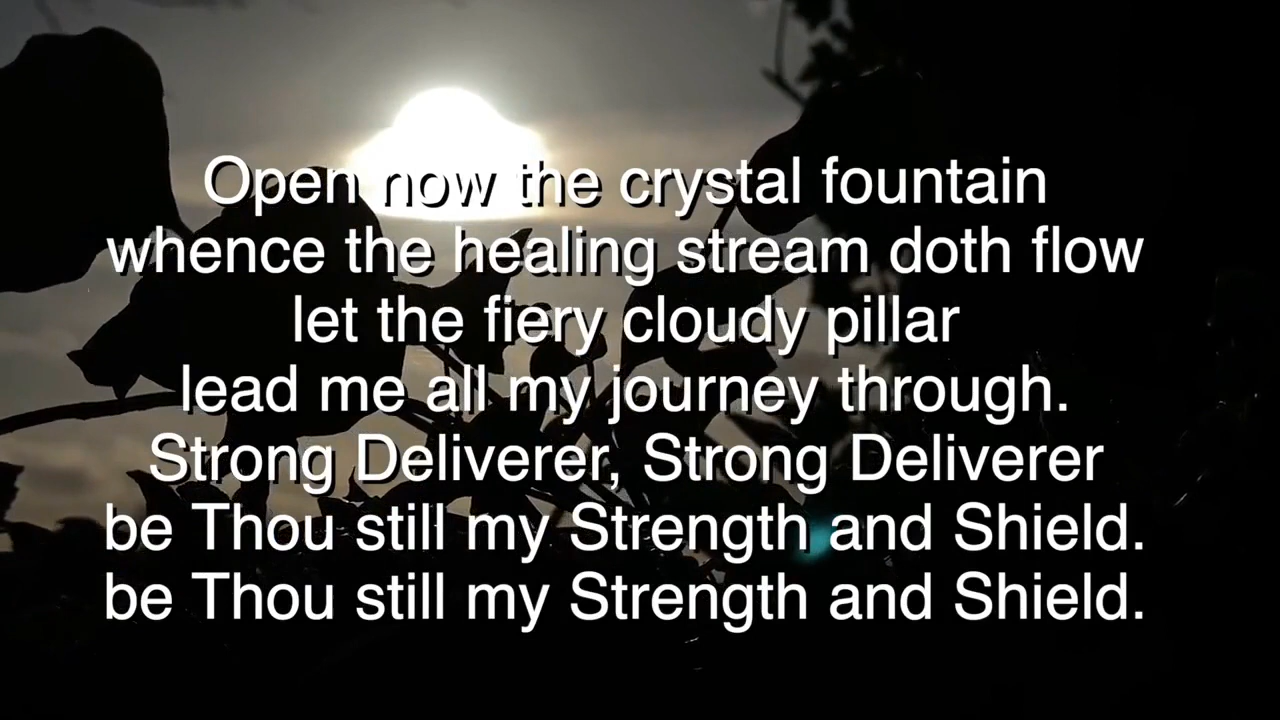 Open now the crystal fountain
whence the healing stream doth flow
let the fiery cloudy pillar
lead me all my journey through.
Strong Deliverer, Strong Deliverer
be Thou still my Strength and Shield.
be Thou still my Strength and Shield.